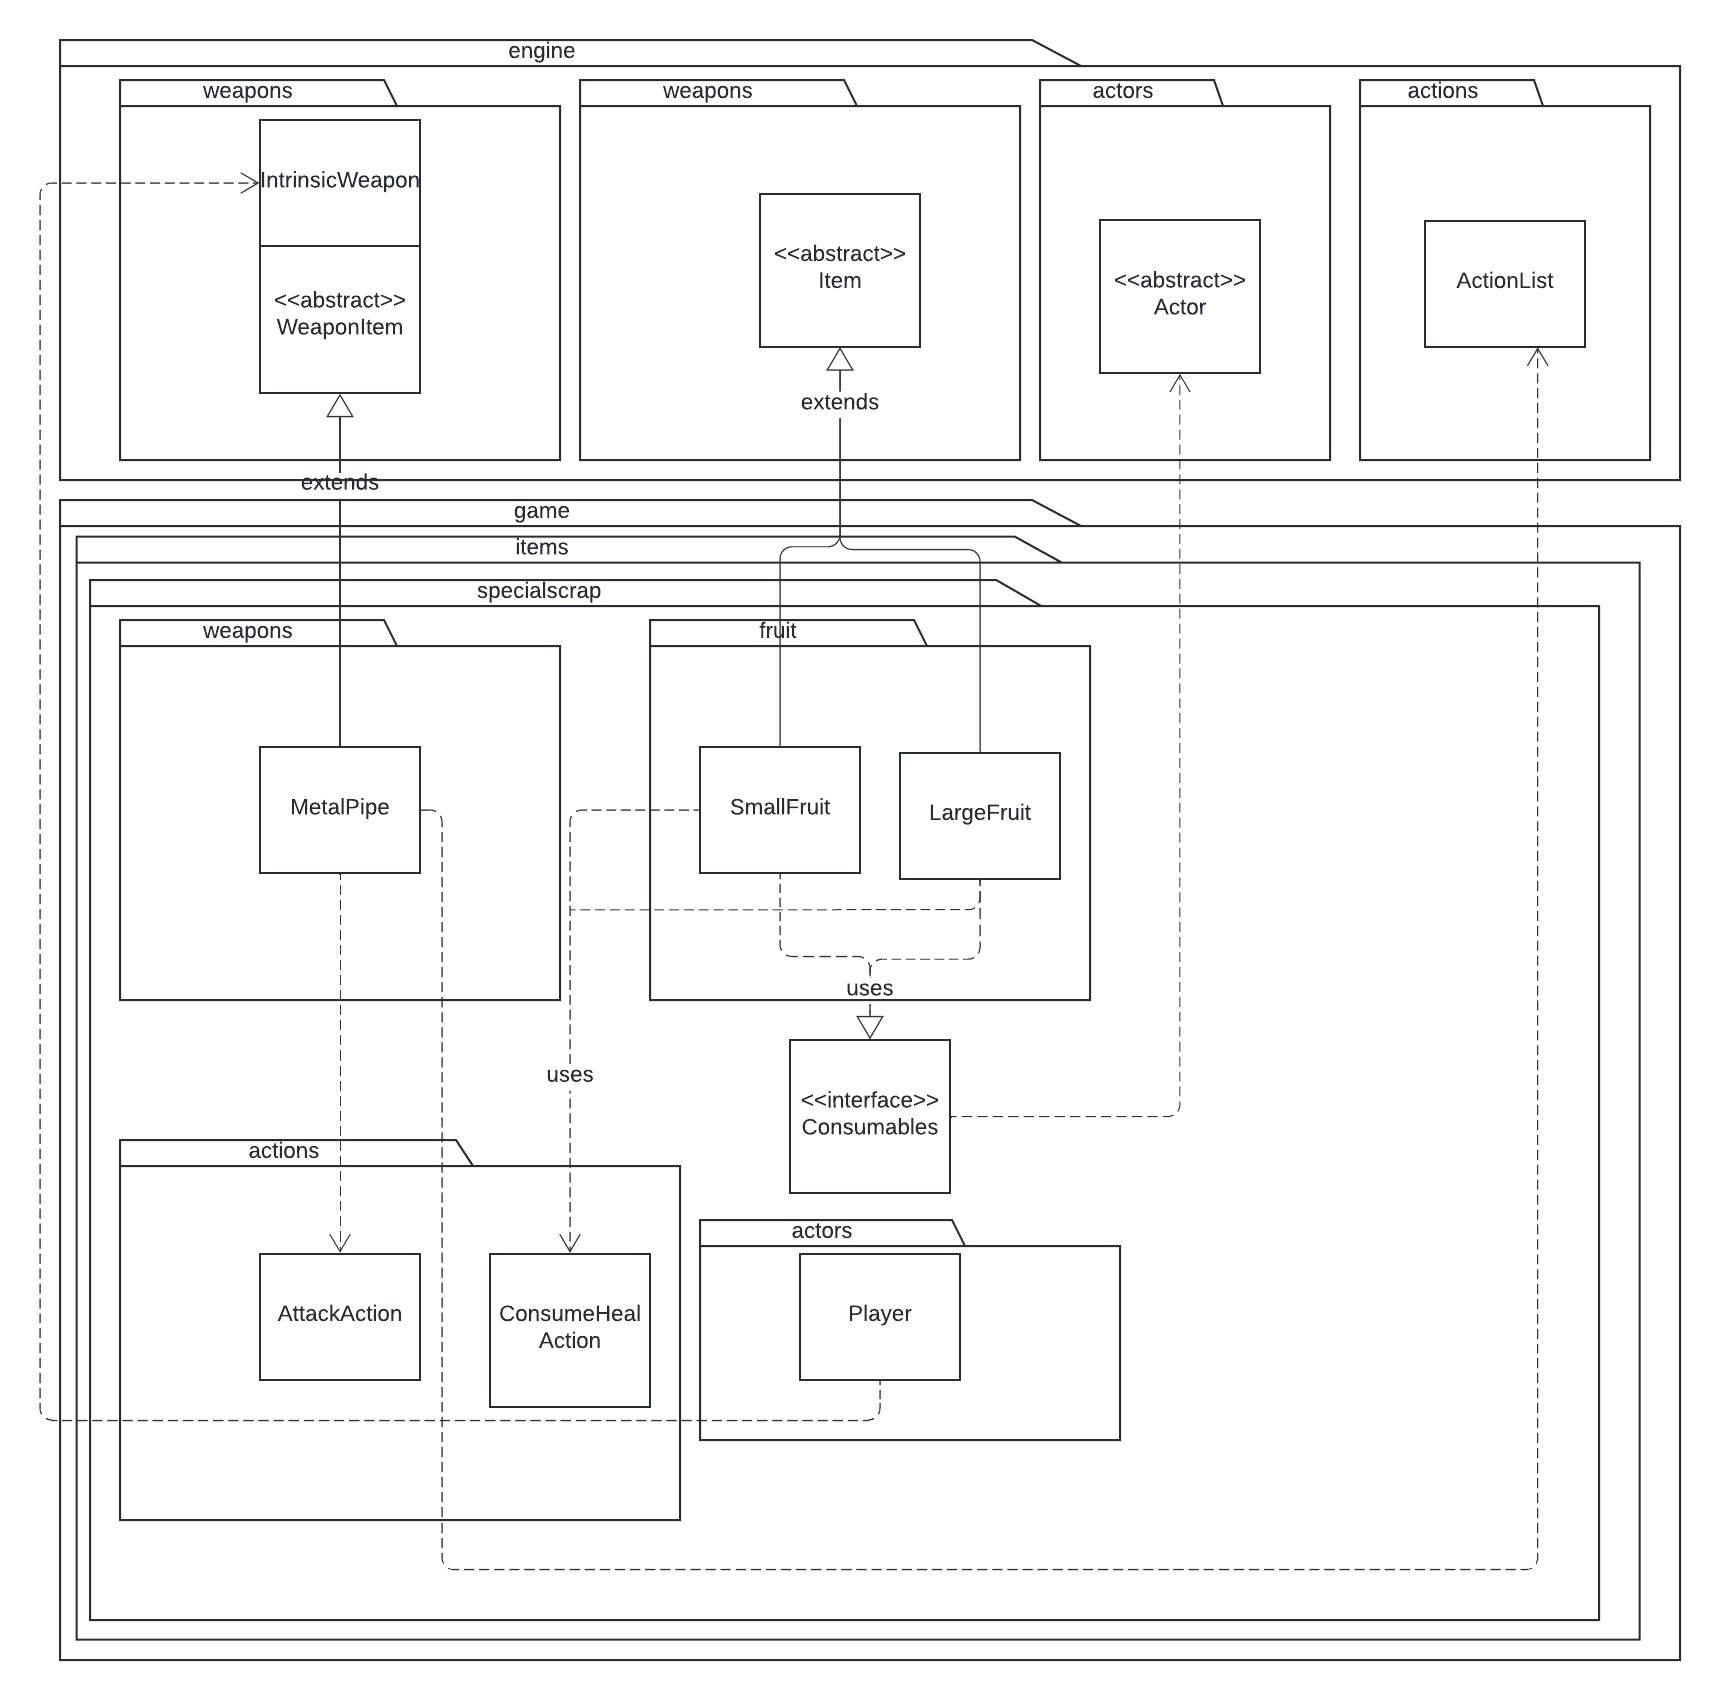 engine
weapons
weapons
actors
actions
IntrinsicWeapon
<<abstract>>
WeaponItem
<<abstract>>
Item
<<abstract>>
Actor
ActionList
extends
extends
game
items
specialscrap
weapons
fruit
MetalPipe
SmallFruit
LargeFruit
uses
uses
<<interface>>
Consumables
actions
AttackAction
ConsumeHeal
Action
actors
Player